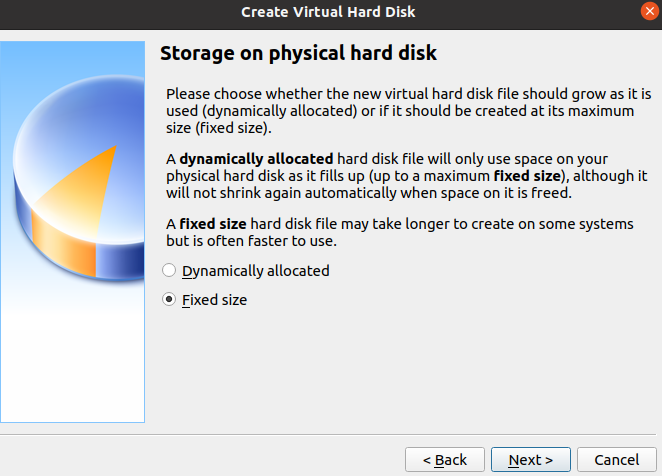 Create Virtual Hard Disk
Storage on physical hard disk
Please choose whether the new virtual hard disk file should grow as it is
used (dynamically allocated) or if it should be created at its maximum
size (fixed size).
A dynamically allocated hard disk file will only use space on your
physical hard disk as it fills up (up to a maximum fixed size), although it
will not shrink again automatically when space on it is freed.
A fixed size hard disk file may take longer to create on some systems
but is often faster to use.
Dynamically allocated
Fixed size
< Back Next > Cancel